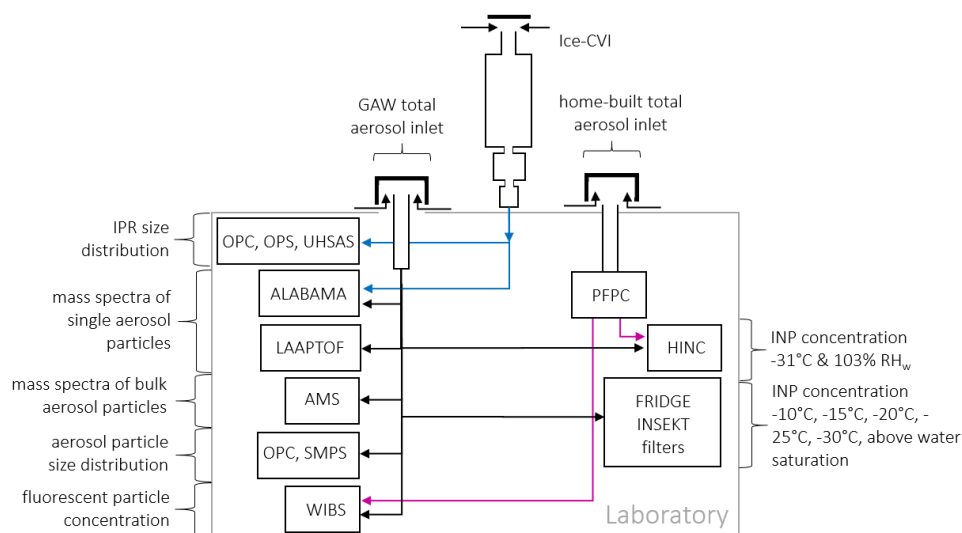 Ice-CVI
GAW total
aerosol inlet
home-built total
aerosol inlet
IPR size
distribution
OPC, OPS, UHSAS
mass spectra of
single aerosol
particles
ALABAMA
PFPC
LAAPTOF
HINC
INP concentration
-31°C & 103% RHw
mass spectra of bulk
aerosol particles
AMS
FRIDGE
INSEKT
filters
INP concentration
-10°C, -15°C, -20°C, -
25°C, -30°C, above water
saturation
aerosol particle
size distribution
OPC, SMPS
fluorescent particle
concentration
WIBS
Laboratory